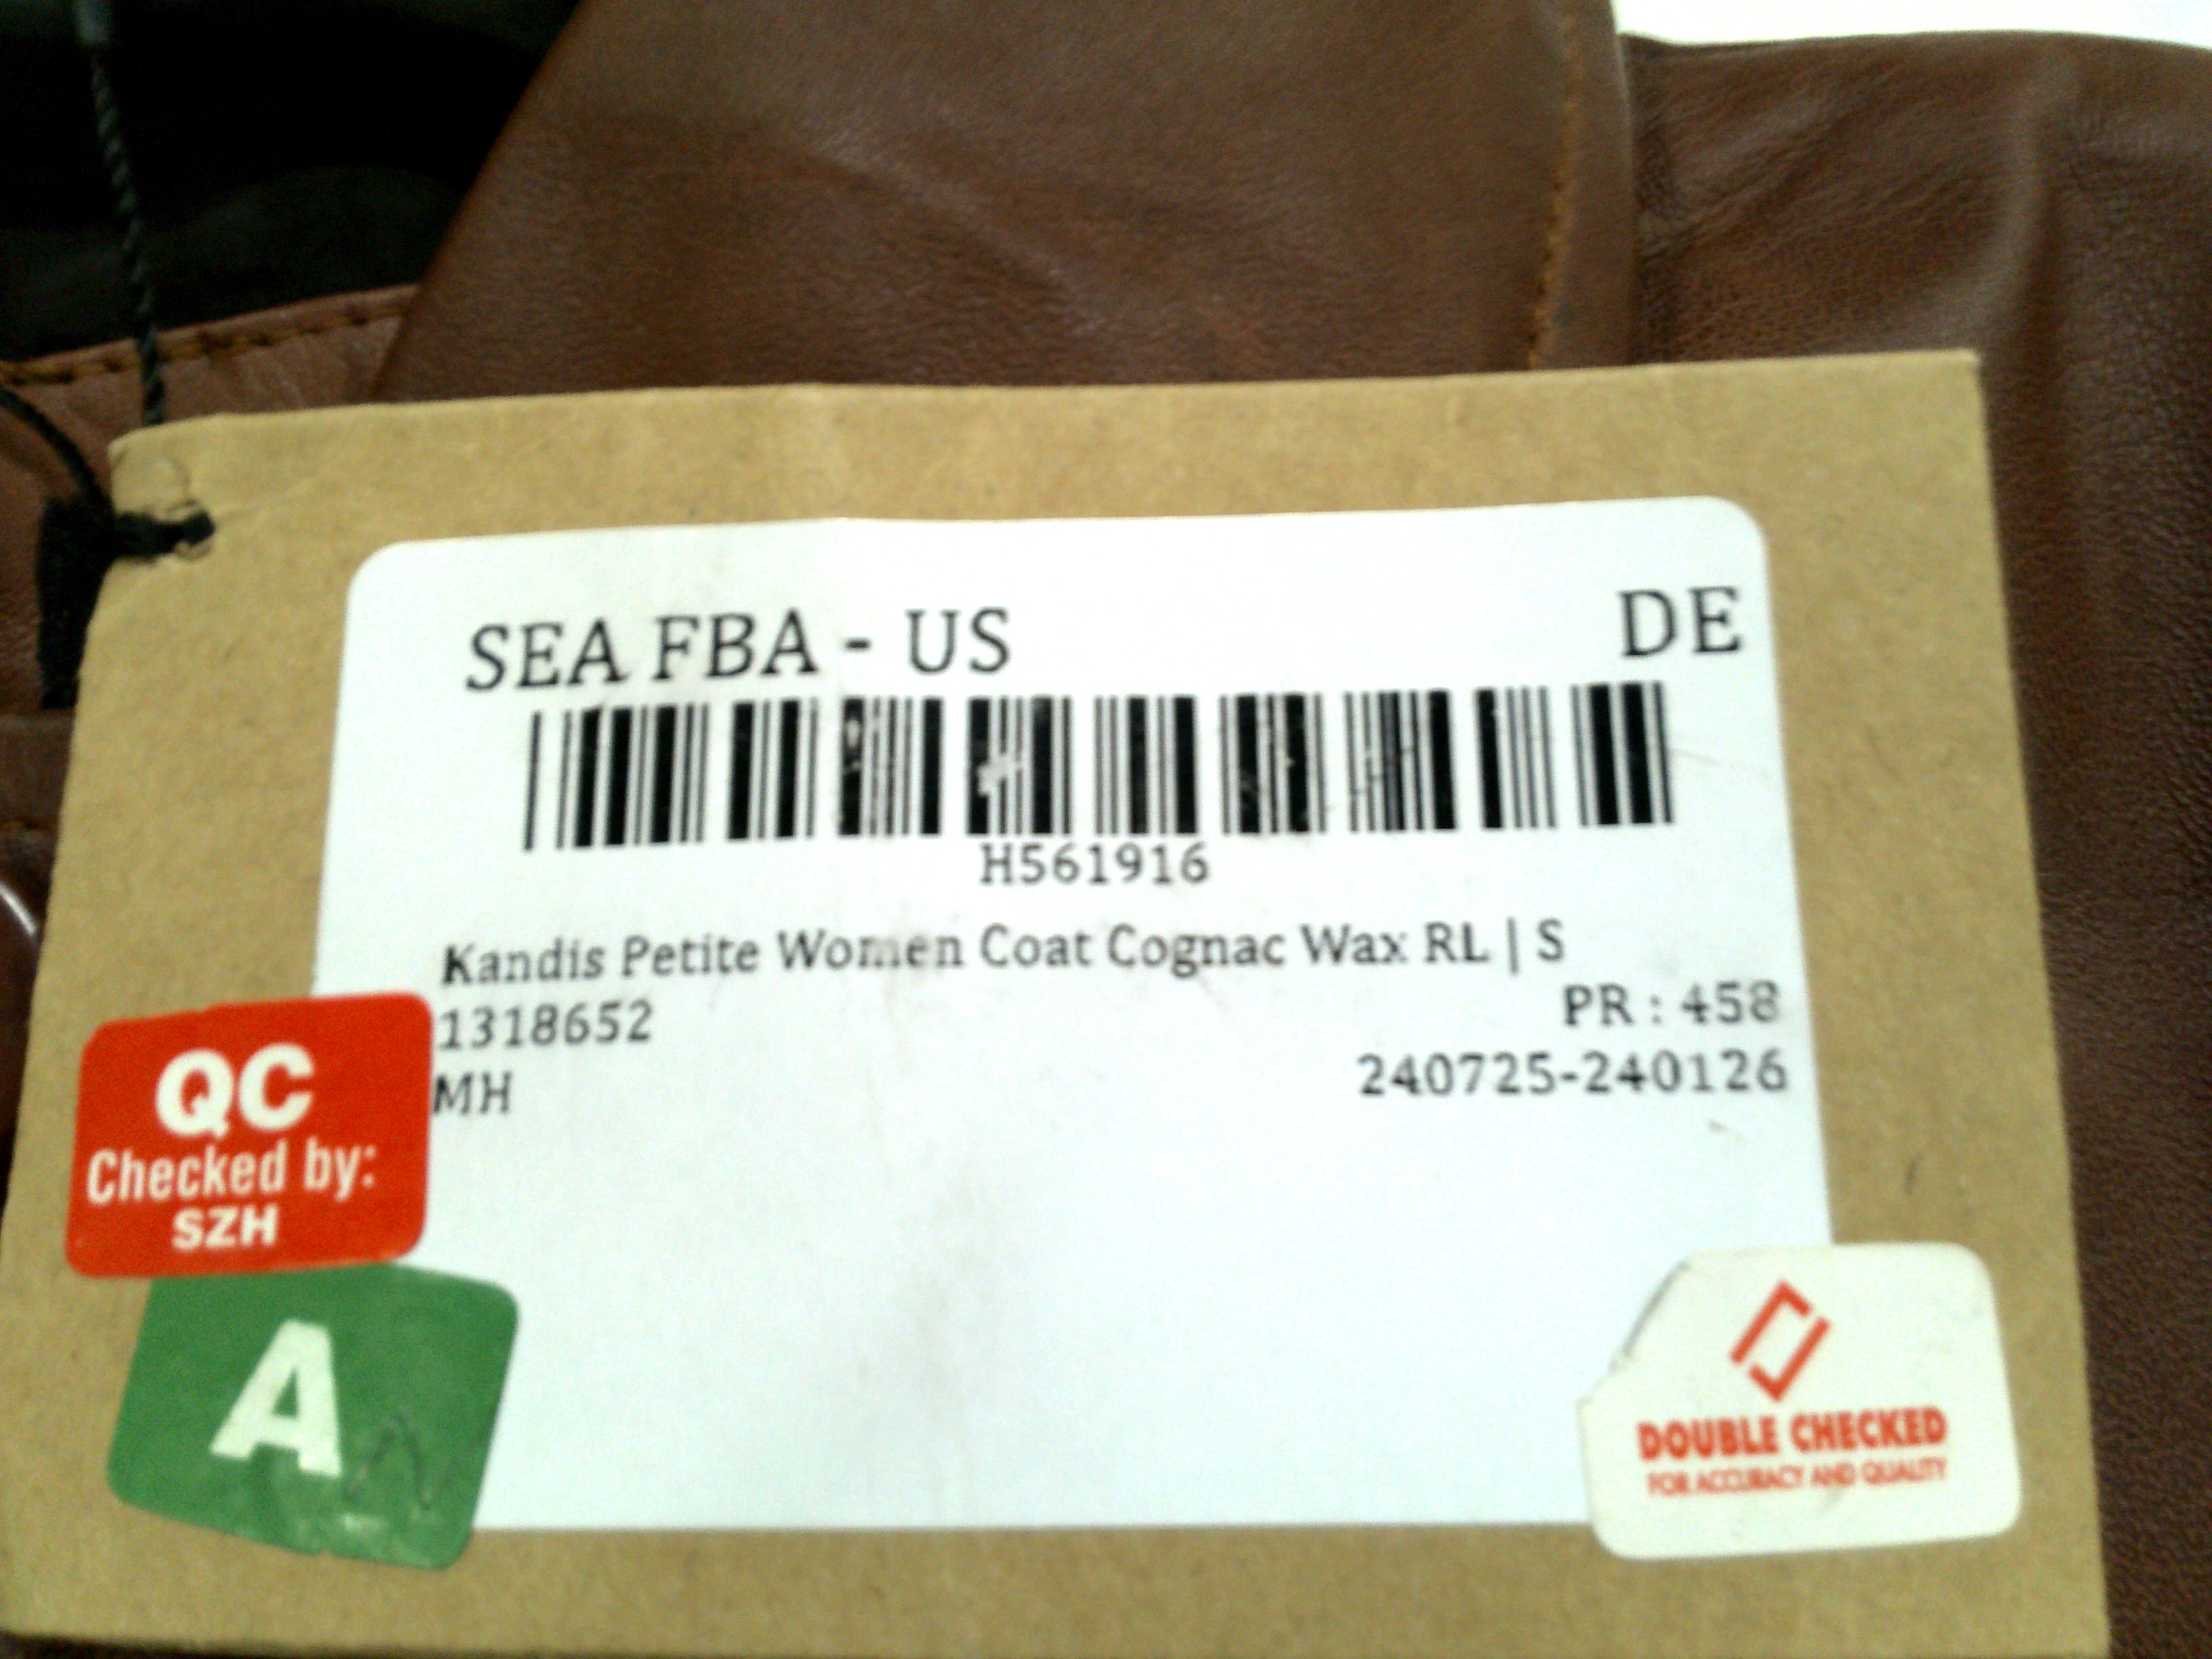 SEA FBA - US DE
H561916
Kandis Petite Women Coat Cognac Wax RL | S
1318652 PR : 458
MH 240725-240126
QC
Checked by:
SZH
A
DOUBLE CHECKED
FOR ACCURACY AND QUALITY